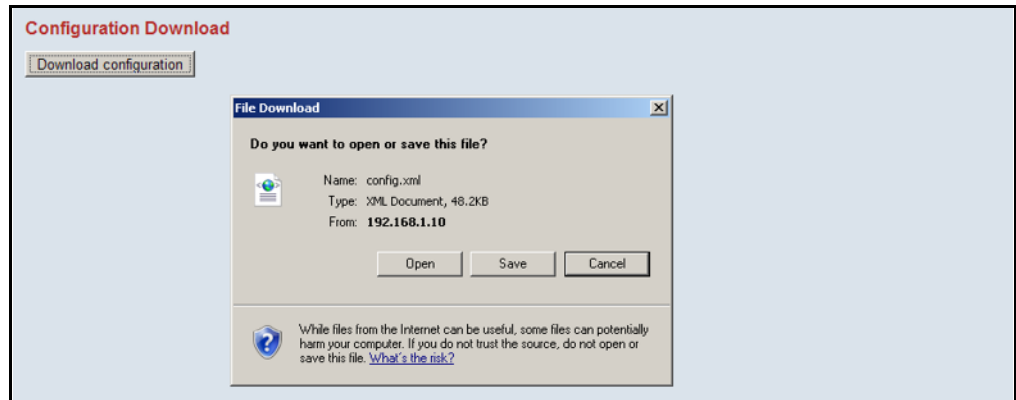 Configuration Download
Download configuration
File Download
Do you want to open or save this file?
Name: config.xml
Type: XML Document, 48.2KB
From: 192.168.1.10
Open Save Cancel
While files from the Internet can be useful, some files can potentially
harm your computer. If you do not trust the source, do not open or
save this file. What's the risk?